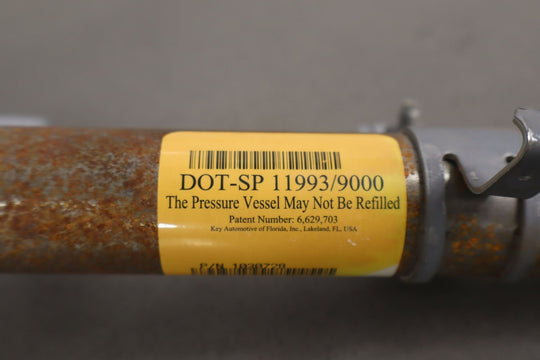 DOT-SP 11993/9000
The Pressure Vessel May Not Be Refilled
Patent Number: 6,629,703
Key Automotive of Florida, Inc., Lakeland, FL, USA
P/N 1030728